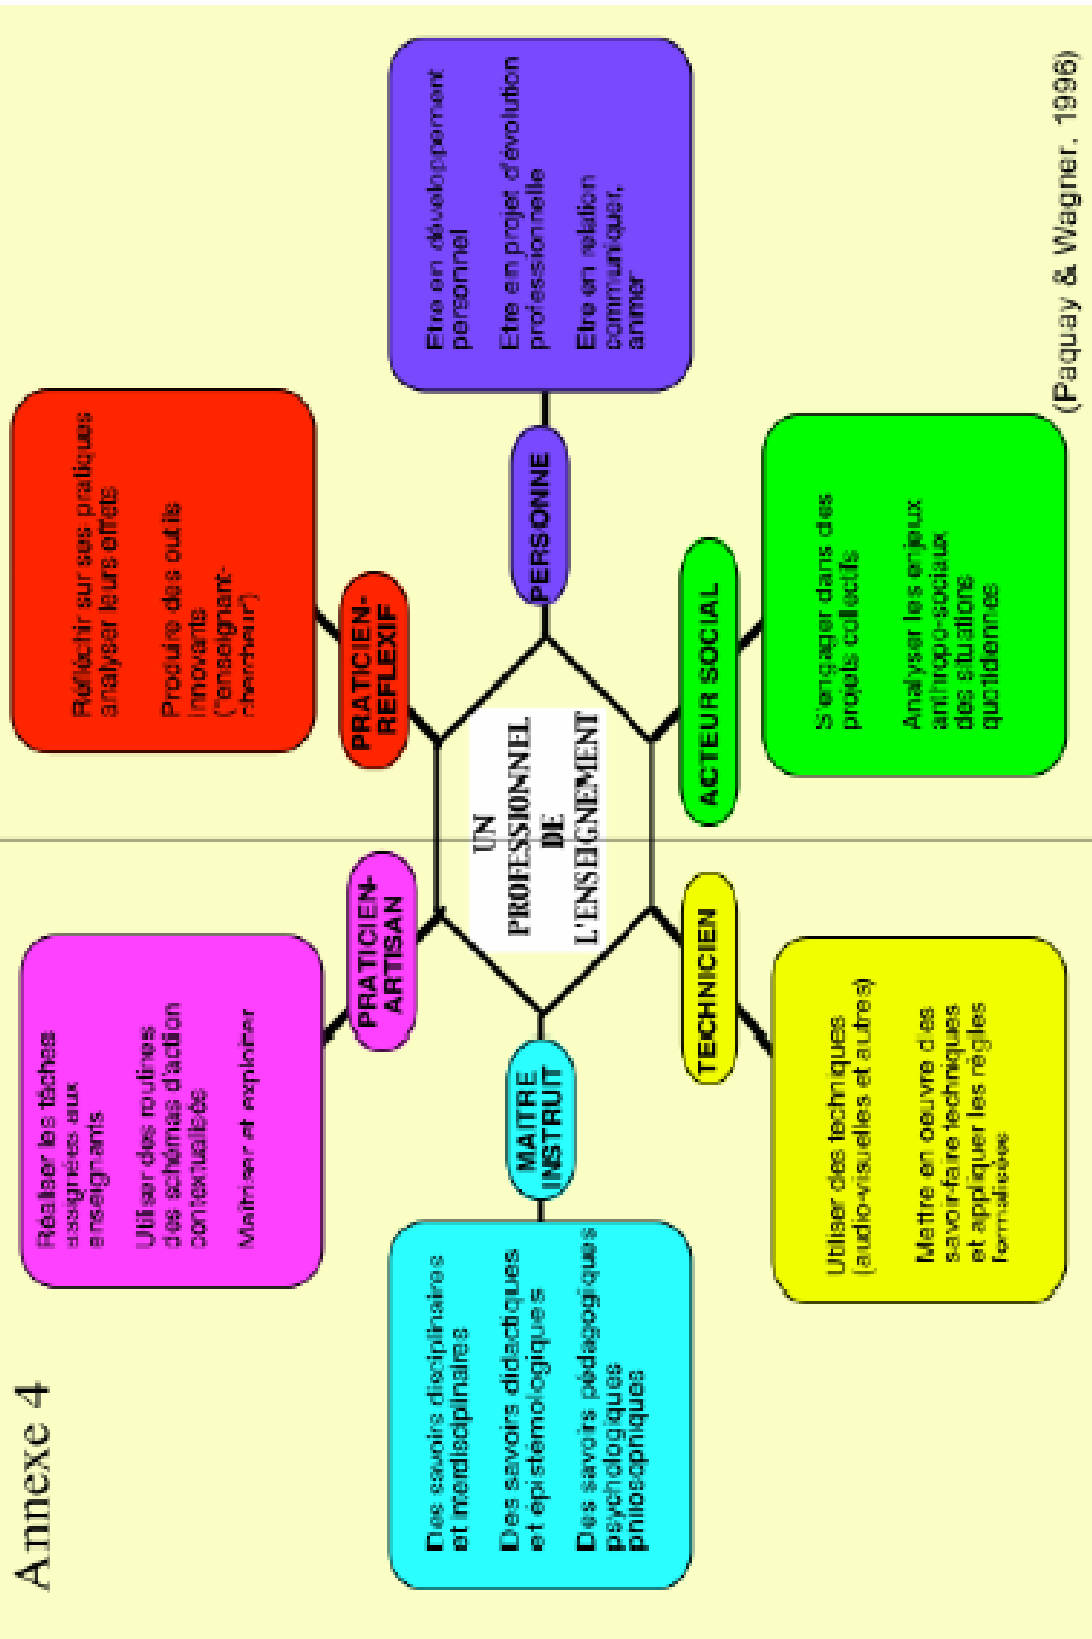 Annexe 4
Réaliser les tâches
assignées aux
enseignants
Utiliser des routines
des schémas d'action
contextualisés
Maîtriser et exploiter
PRATICIEN-
ARTISAN
Réfléchir sur ses pratiques
analyser leurs effets
Produire des outils
innovants
("enseignant-
chercheur")
PRATICIEN-
REFLEXIF
Des savoirs disciplinaires
et interdisciplinaires
Des savoirs didactiques
et épistémologiques
Des savoirs pédagogiques
psychologiques
philosophiques
MAITRE
INSTRUIT
UN
PROFESSIONNEL
DE
L'ENSEIGNEMENT
PERSONNE
Etre en développement
personnel
Etre en projet d'évolution
professionnelle
Etre en relation
communiquer,
animer
TECHNICIEN
Utiliser des techniques
(audio-visuelles et autres)
Mettre en oeuvre des
savoir-faire techniques
et appliquer les règles
formalisées
ACTEUR SOCIAL
S'engager dans des
projets collectifs
Analyser les enjeux
anthropo-sociaux
des situations
quotidiennes
(Paquay & Wagner, 1996)